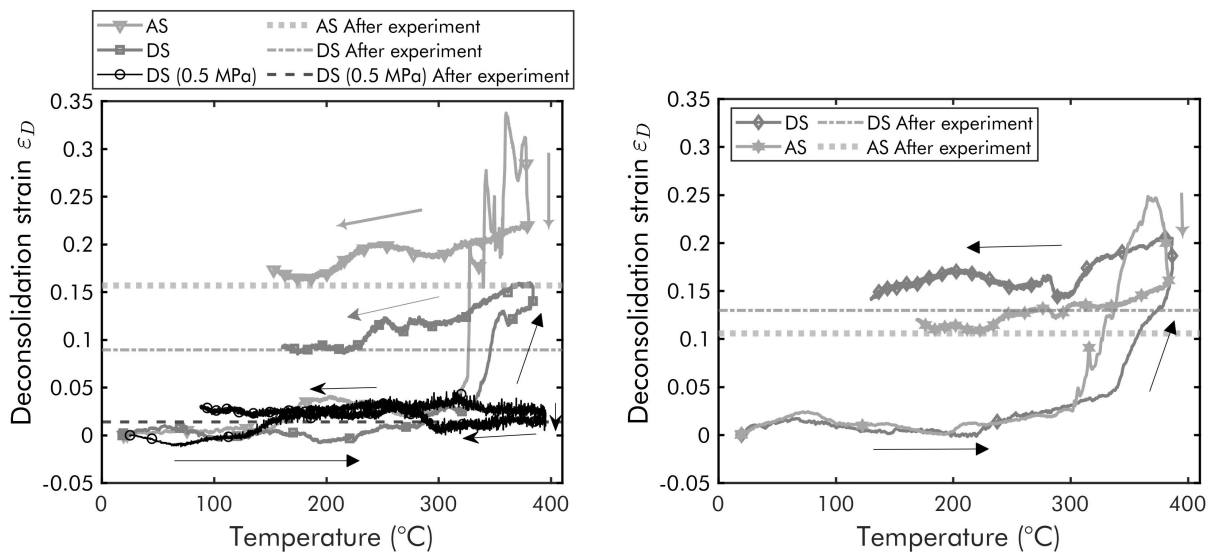 AS AS After experiment
DS DS After experiment
DS (0.5 MPa) DS (0.5 MPa) After experiment
0.35
0.3
0.25
0.2
0.15
0.1
0.05
0
-0.05
Deconsolidation strain ε_D
0 100 200 300 400
Temperature (°C)
DS DS After experiment
AS AS After experiment
0.35
0.3
0.25
0.2
0.15
0.1
0.05
0
-0.05
Deconsolidation strain ε_D
0 100 200 300 400
Temperature (°C)